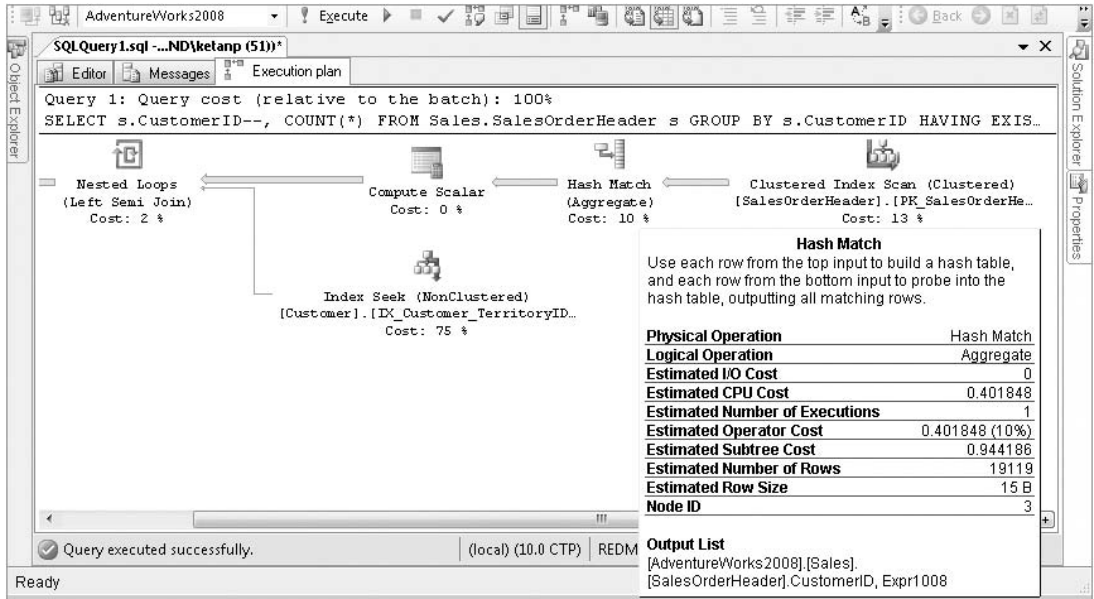 AdventureWorks2008
Execute
Back
Object Explorer
SQLQuery1.sql -...ND\ketanp (51))*
Editor
Messages
Execution plan
Query 1: Query cost (relative to the batch): 100%
SELECT s.CustomerID--, COUNT(*) FROM Sales.SalesOrderHeader s GROUP BY s.CustomerID HAVING EXIS…
Nested Loops
(Left Semi Join)
Cost: 2 %
Compute Scalar
Cost: 0 %
Hash Match
(Aggregate)
Cost: 10 %
Clustered Index Scan (Clustered)
[SalesOrderHeader].[PK_SalesOrderHe…
Cost: 13 %
Index Seek (NonClustered)
[Customer].[IX_Customer_TerritoryID…
Cost: 75 %
Hash Match
Use each row from the top input to build a hash table,
and each row from the bottom input to probe into the
hash table, outputting all matching rows.
Physical Operation Hash Match
Logical Operation Aggregate
Estimated I/O Cost 0
Estimated CPU Cost 0.401848
Estimated Number of Executions 1
Estimated Operator Cost 0.401848 (10%)
Estimated Subtree Cost 0.944186
Estimated Number of Rows 19119
Estimated Row Size 15 B
Node ID 3
Output List
[AdventureWorks2008].[Sales].
[SalesOrderHeader].CustomerID, Expr1008
Solution Explorer
Properties
Query executed successfully.
(local) (10.0 CTP)
REDM
Ready